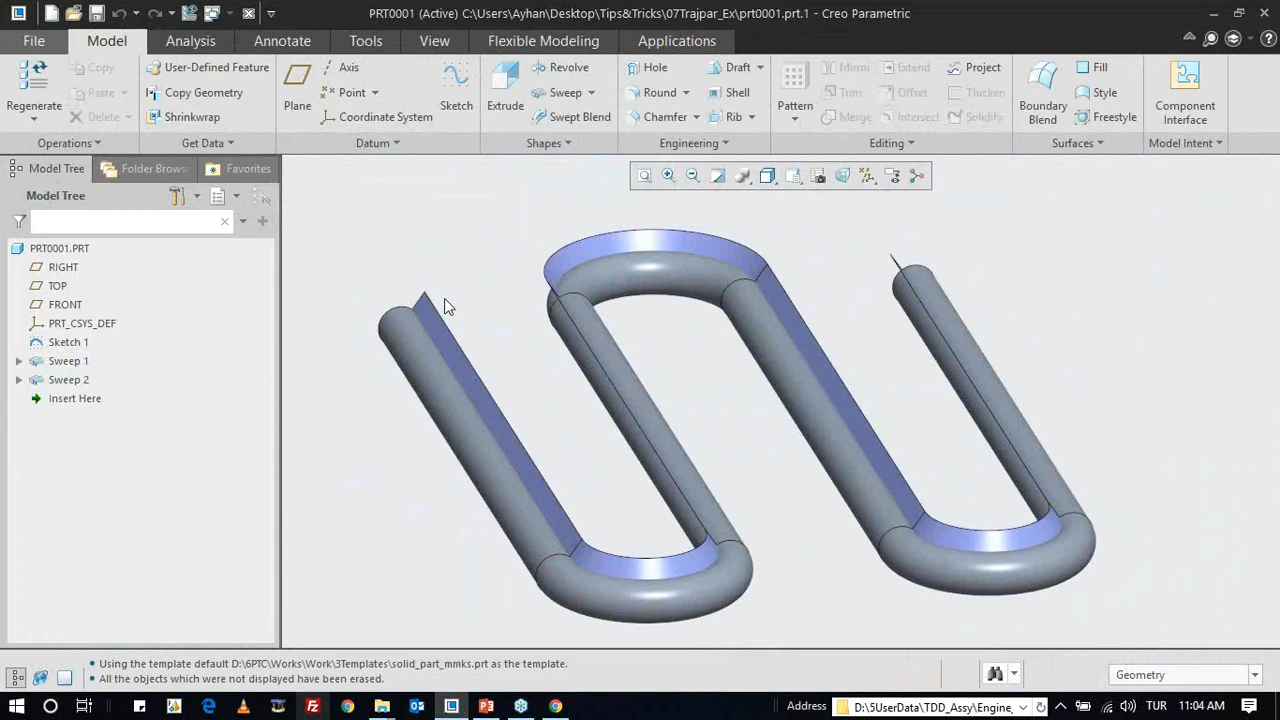 PRT0001 (Active) C:\Users\Ayhan\Desktop\Tips&Tricks\07Trajpar_Ex\prt0001.prt.1 - Creo Parametric
File Model Analysis Annotate Tools View Flexible Modeling Applications
Regenerate
Copy
Paste
Delete
User-Defined Feature
Copy Geometry
Shrinkwrap
Plane
Axis
Point
Coordinate System
Sketch
Extrude
Revolve
Sweep
Swept Blend
Hole
Round
Chamfer
Draft
Shell
Rib
Pattern
Mirror
Trim
Merge
Extend
Offset
Intersect
Project
Thicken
Solidify
Boundary
Blend
Fill
Style
Freestyle
Component
Interface
Operations Get Data Datum Shapes Engineering Editing Surfaces Model Intent
Model Tree Folder Brows Favorites
Model Tree
PRT0001.PRT
RIGHT
TOP
FRONT
PRT_CSYS_DEF
Sketch 1
Sweep 1
Sweep 2
Insert Here
• Using the template default D:\6PTC\Works\Work\3Templates\solid_part_mmks.prt as the template.
• All the objects which were not displayed have been erased.
Geometry
Address D:\5UserData\TDD_Assy\Engine_ TUR 11:04 AM